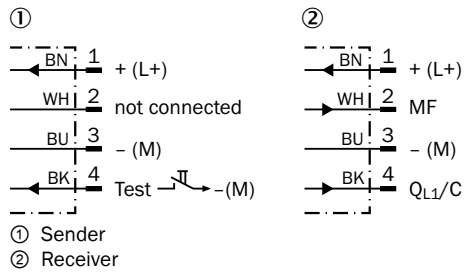 ① ②
BN 1 + (L+) BN 1 + (L+)
WH 2 not connected WH 2 MF
BU 3 – (M) BU 3 – (M)
BK 4 Test –(M) BK 4 QL1/C
① Sender
② Receiver